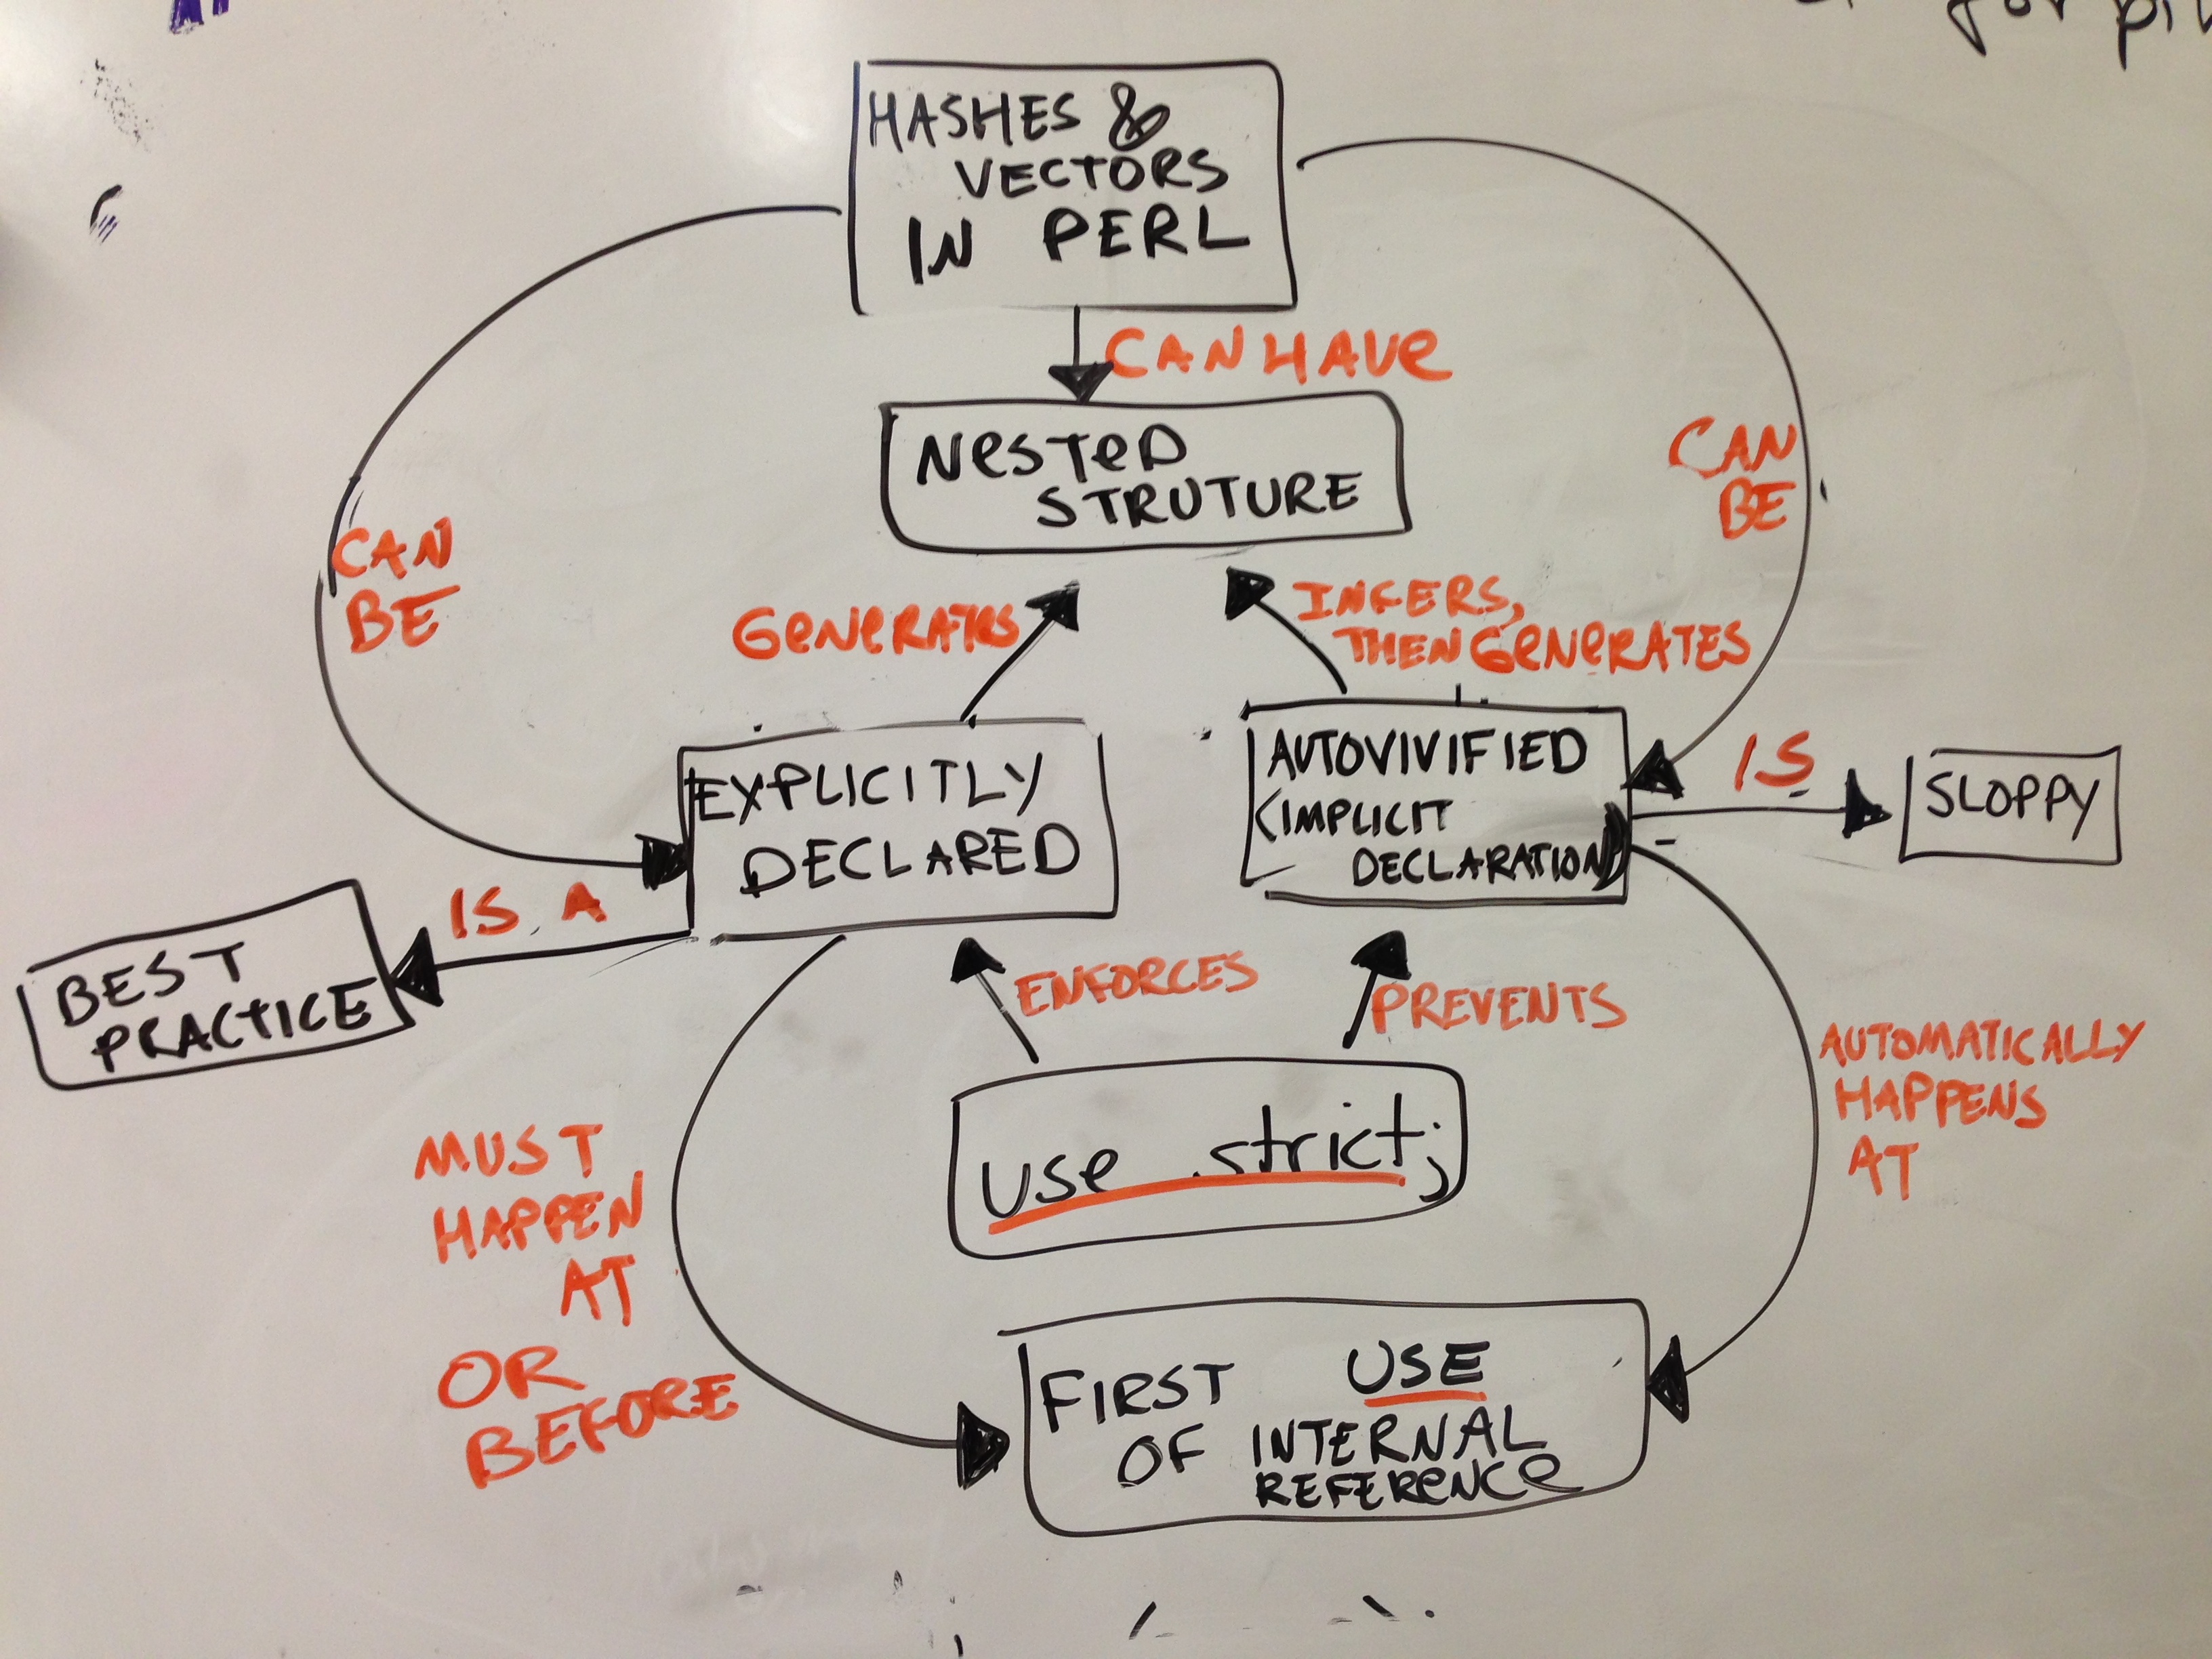 HASHES &
VECTORS
IN PERL
CAN HAVE
NESTED
STRUTURE
CAN
BE
CAN
BE
GENERATES
INFERS,
THEN GENERATES
EXPLICITLY
DECLARED
AUTOVIVIFIED
(IMPLICIT
DECLARATION)
IS
SLOPPY
IS A
BEST
PRACTICE
ENFORCES
PREVENTS
use strict;
MUST
HAPPEN
AT
OR
BEFORE
AUTOMATICALLY
HAPPENS
AT
FIRST USE
OF INTERNAL
REFERENCE
for